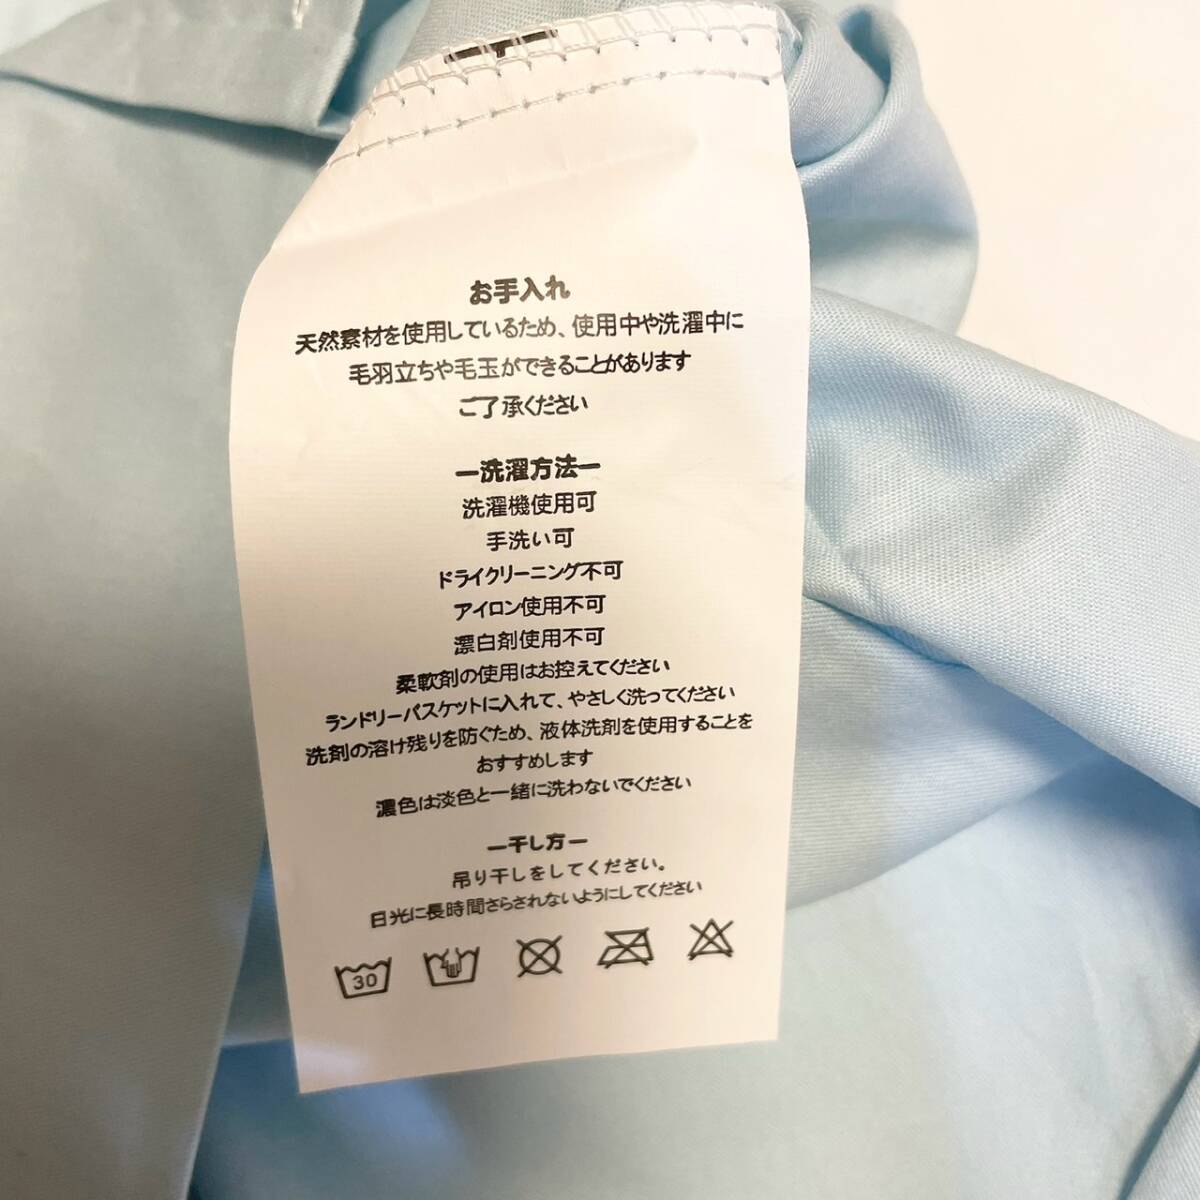 お手入れ
天然素材を使用しているため、使用中や洗濯中に
毛羽立ちや毛玉ができることがあります
ご了承ください
ー洗濯方法ー
洗濯機使用可
手洗い可
ドライクリーニング不可
アイロン使用不可
漂白剤使用不可
柔軟剤の使用はお控えてください
ランドリーバスケットに入れて、やさしく洗ってください
洗剤の溶け残りを防ぐため、液体洗剤を使用することを
おすすめします
濃色は淡色と一緒に洗わないでください
ー干し方ー
吊り干しをしてください。
日光に長時間さらされないようにしてください
30